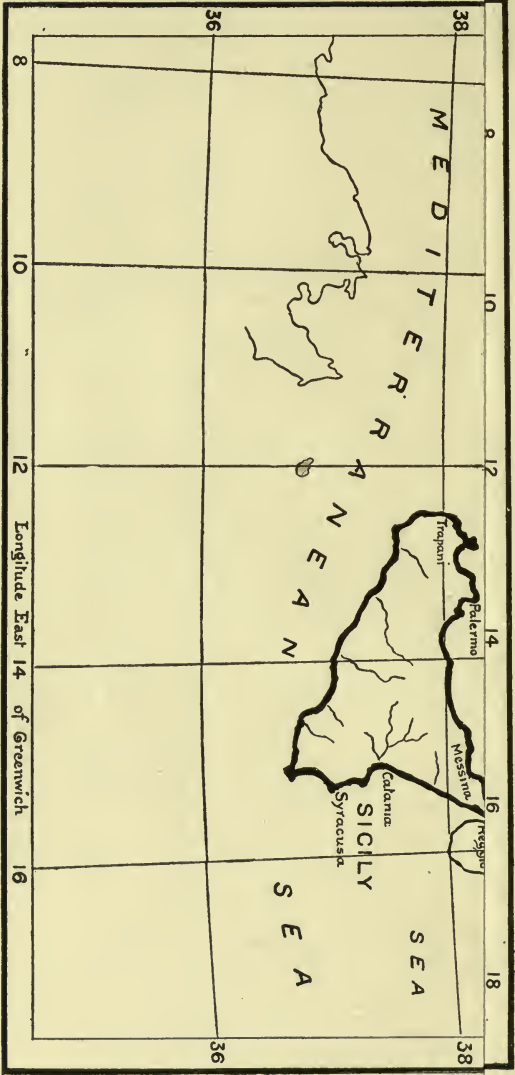 8 10 12 14 16 18
38 38
MEDITERRANEAN
SEA
SEA
Trapani
Palermo
Messina
Catania
SICILY
Syracusa
36 36
8 10 12 Longitude East 14 of Greenwich 16